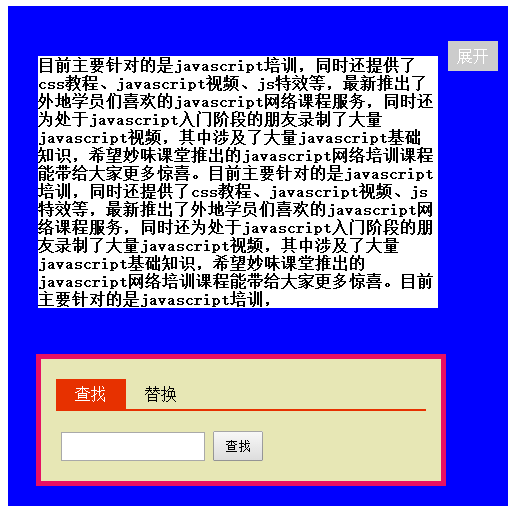 展开
目前主要针对的是javascript培训，同时还提供了
css教程、javascript视频、js特效等，最新推出了
外地学员们喜欢的javascript网络课程服务，同时还
为处于javascript入门阶段的朋友录制了大量
javascript视频，其中涉及了大量javascript基础
知识，希望妙味课堂推出的javascript网络培训课程
能带给大家更多惊喜。目前主要针对的是javascript
培训，同时还提供了css教程、javascript视频、js
特效等，最新推出了外地学员们喜欢的javascript网
络课程服务，同时还为处于javascript入门阶段的朋
友录制了大量javascript视频，其中涉及了大量
javascript基础知识，希望妙味课堂推出的
javascript网络培训课程能带给大家更多惊喜。目前
主要针对的是javascript培训，
查找 替换
查找